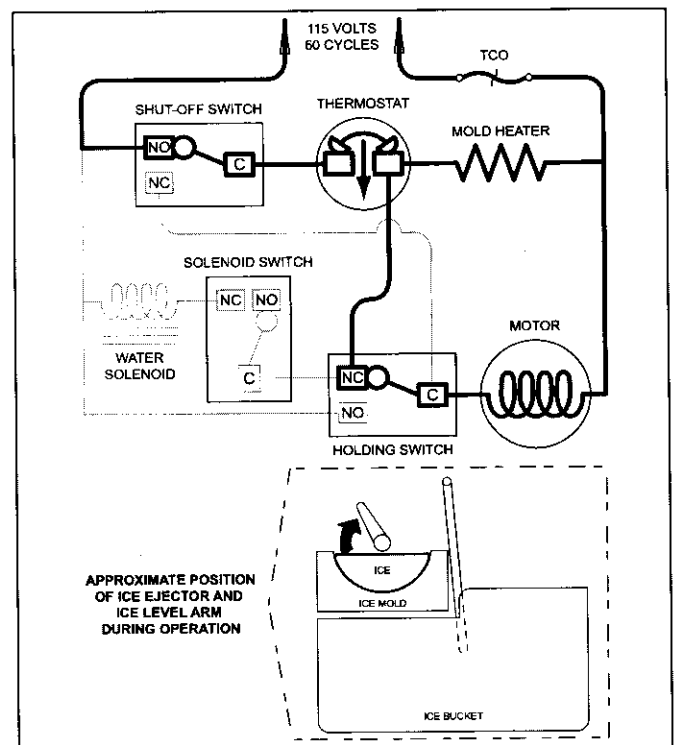 115 VOLTS
60 CYCLES
TCO
SHUT-OFF SWITCH
THERMOSTAT
MOLD HEATER
NO
C
NC
SOLENOID SWITCH
NC NO
MOTOR
WATER
SOLENOID
C
NC
C
NO
HOLDING SWITCH
APPROXIMATE POSITION
OF ICE EJECTOR AND
ICE LEVEL ARM
DURING OPERATION
ICE
ICE MOLD
ICE BUCKET